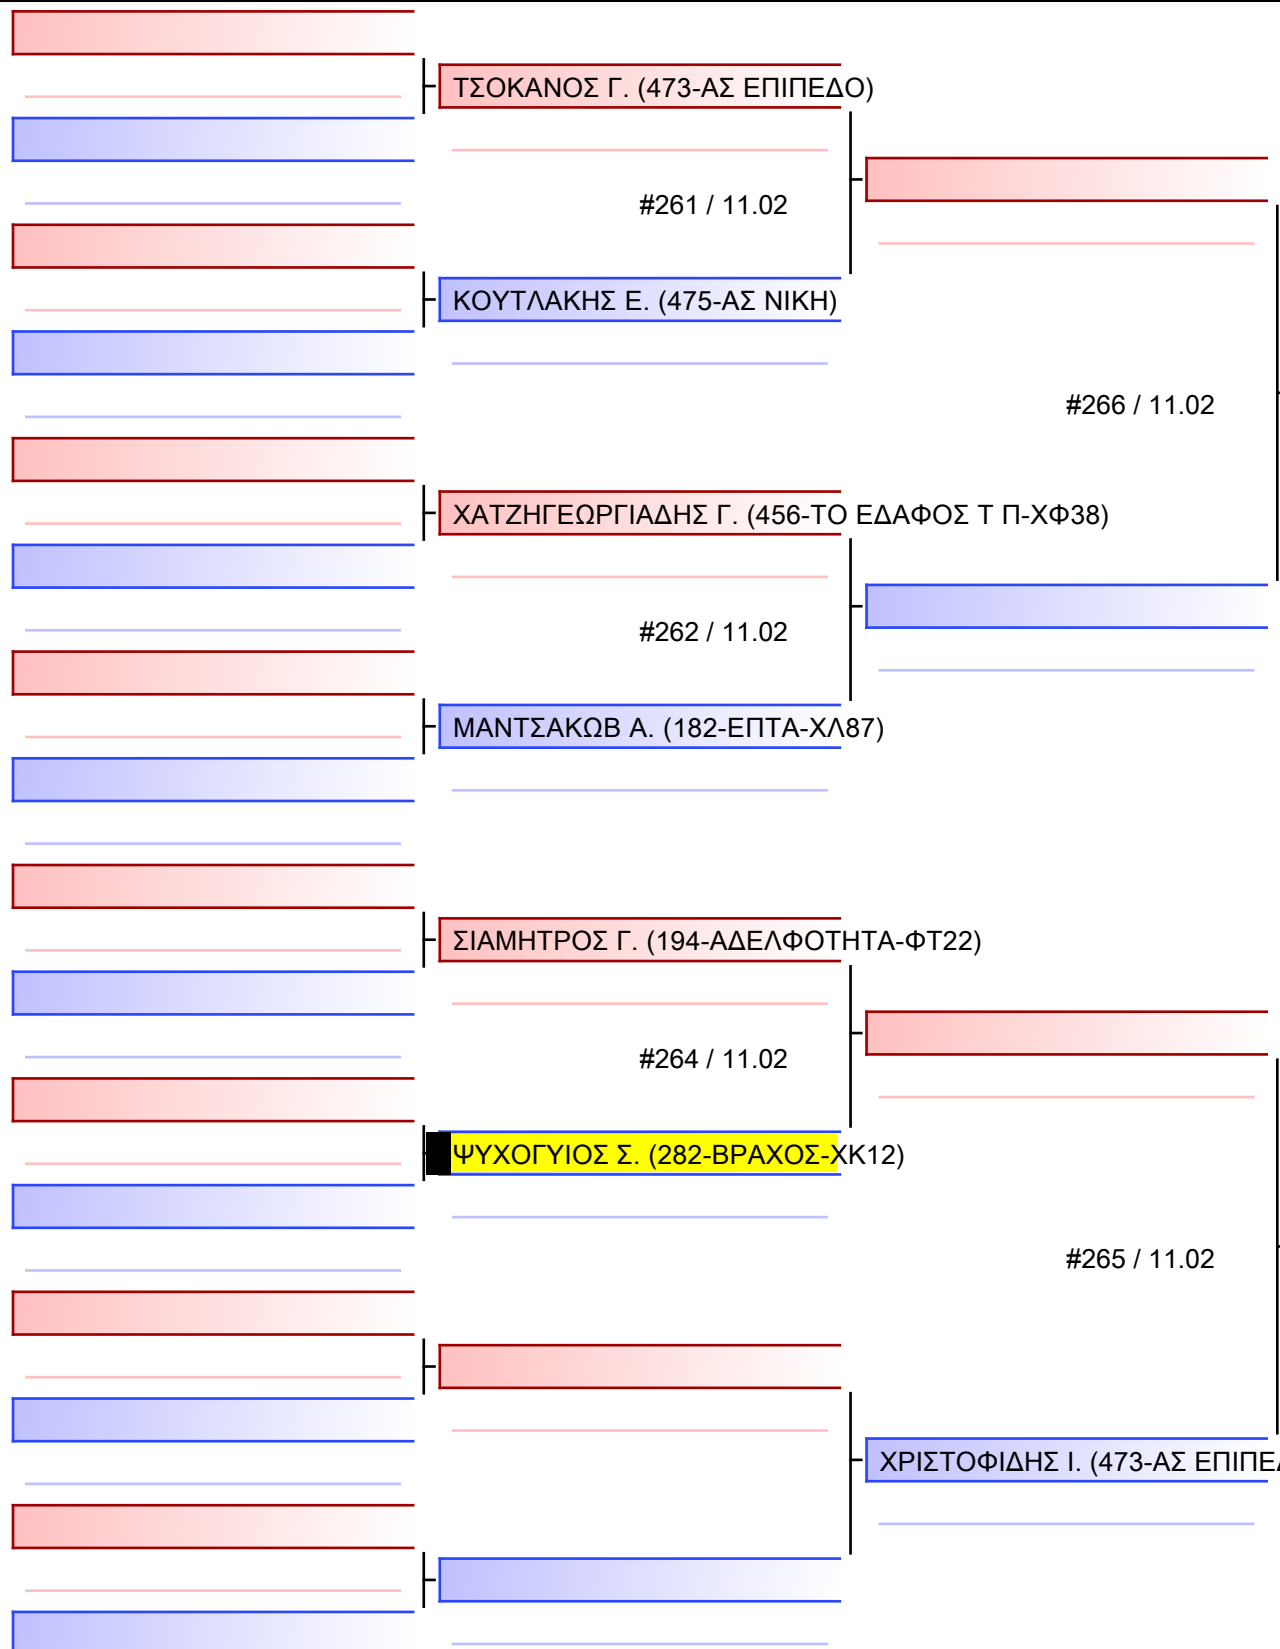 ΤΣΟΚΑΝΟΣ Γ. (473-ΑΣ ΕΠΙΠΕΔΟ)
#261 / 11.02
ΚΟΥΤΛΑΚΗΣ Ε. (475-ΑΣ ΝΙΚΗ)
#266 / 11.02
ΧΑΤΖΗΓΕΩΡΓΙΑΔΗΣ Γ. (456-ΤΟ ΕΔΑΦΟΣ Τ Π-ΧΦ38)
#262 / 11.02
ΜΑΝΤΣΑΚΩΒ Α. (182-ΕΠΤΑ-ΧΛ87)
ΣΙΑΜΗΤΡΟΣ Γ. (194-ΑΔΕΛΦΟΤΗΤΑ-ΦΤ22)
#264 / 11.02
ΨΥΧΟΓΥΙΟΣ Σ. (282-ΒΡΑΧΟΣ-ΧΚ12)
#265 / 11.02
ΧΡΙΣΤΟΦΙΔΗΣ Ι. (473-ΑΣ ΕΠΙΠΕΔ